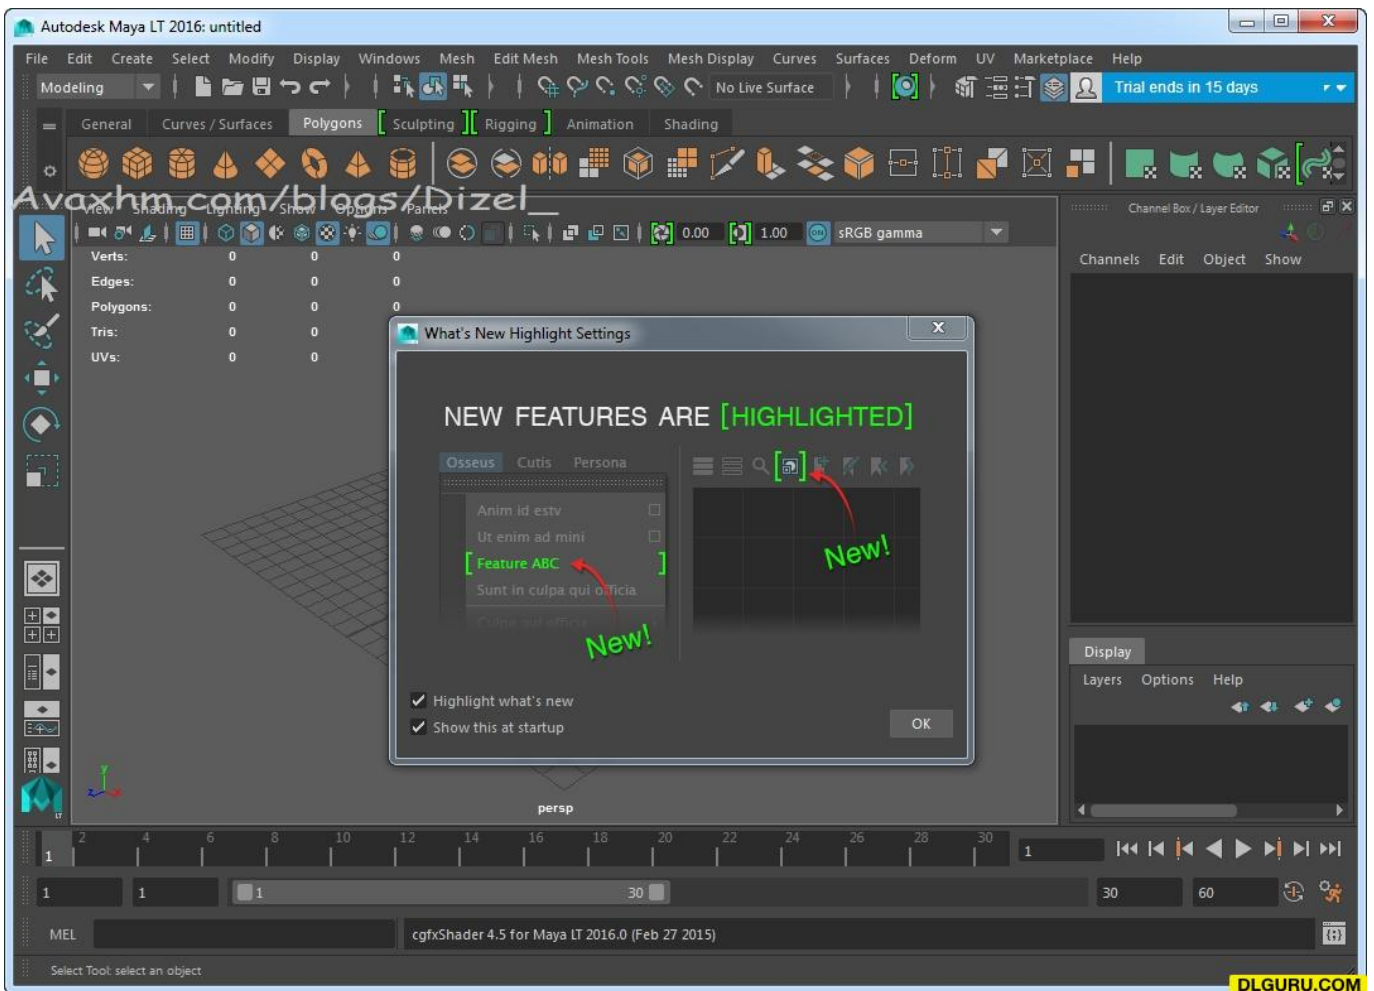 Autodesk Maya LT 2016: untitled
File Edit Create Select Modify Display Windows Mesh Edit Mesh Mesh Tools Mesh Display Curves Surfaces Deform UV Marketplace Help
Modeling No Live Surface Trial ends in 15 days
General Curves / Surfaces Polygons Sculpting Rigging Animation Shading
Avaxhm.com/blogs/Dizel_
View Shading Lighting Show Options Panels
Channel Box / Layer Editor
0.00 1.00 ON sRGB gamma
Channels Edit Object Show
Verts: 0 0 0
Edges: 0 0 0
Polygons: 0 0 0
Tris: 0 0
UVs: 0 0
What's New Highlight Settings
NEW FEATURES ARE [HIGHLIGHTED]
Osseus Cutis Persona
Anim id estv
Ut enim ad mini
[ Feature ABC ]
Sunt in culpa qui officia
Culpa qui officia
New!
New!
Highlight what's new
Show this at startup
OK
Display
Layers Options Help
y
z x
LT
persp
2 4 6 8 10 12 14 16 18 20 22 24 26 28 30
1 1
1 1 1 30 30 60
MEL cgfxShader 4.5 for Maya LT 2016.0 (Feb 27 2015)
Select Tool: select an object
DLGURU.COM